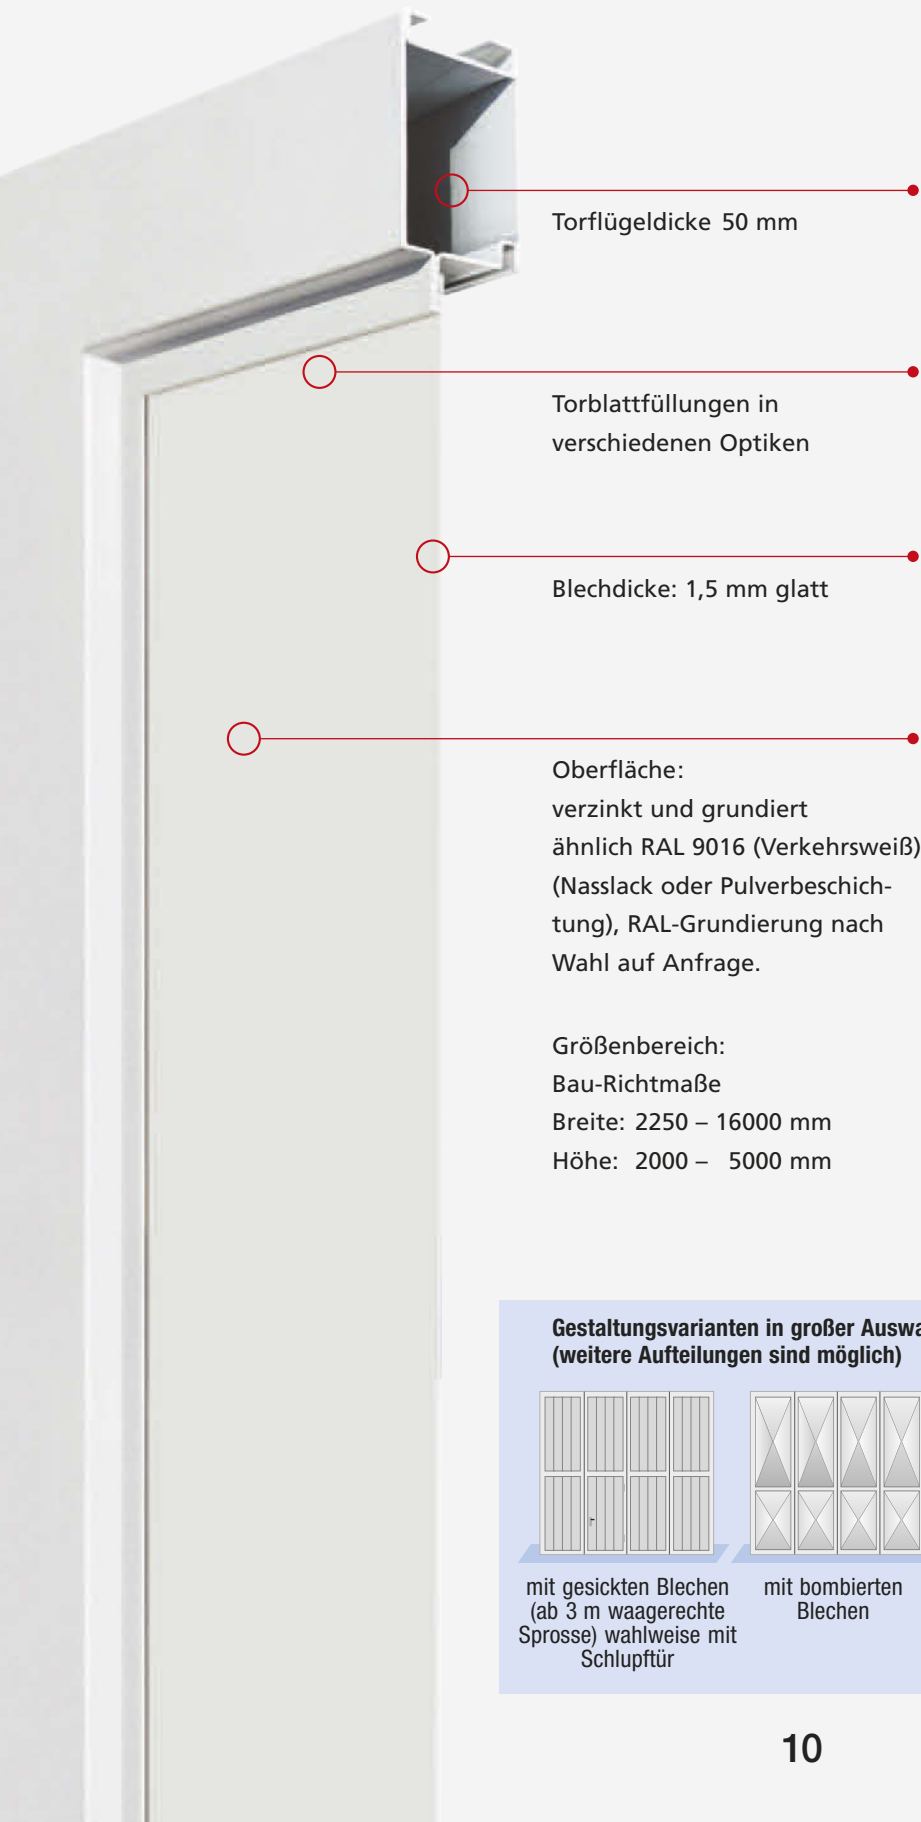 Torflügeldicke 50 mm
Torblattfüllungen in
verschiedenen Optiken
Blechdicke: 1,5 mm glatt
Oberfläche:
verzinkt und grundiert
ähnlich RAL 9016 (Verkehrsweiß)
(Nasslack oder Pulverbeschich-
tung), RAL-Grundierung nach
Wahl auf Anfrage.
Größenbereich:
Bau-Richtmaße
Breite: 2250 – 16000 mm
Höhe: 2000 – 5000 mm
Gestaltungsvarianten in großer
(weitere Aufteilungen sind möglich)
mit gesickten Blechen
(ab 3 m waagerechte
Sprosse) wahlweise mit
Schlupftür
mit bombierten
Blechen
10